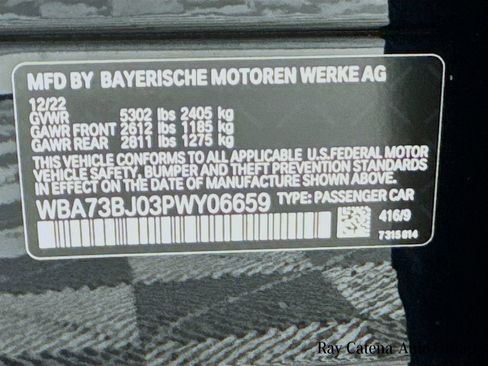 MFD BY BAYERISCHE MOTOREN WERKE AG
12/22
GVWR 5302 lbs 2405 kg
GAWR FRONT 2612 lbs 1185 kg
GAWR REAR 2811 lbs 1275 kg
THIS VEHICLE CONFORMS TO ALL APPLICABLE U.S.FEDERAL MOTOR
VEHICLE SAFETY, BUMPER AND THEFT PREVENTION STANDARDS
IN EFFECT ON THE DATE OF MANUFACTURE SHOWN ABOVE.
WBA73BJ03PWY06659 TYPE: PASSENGER CAR
416/9
7315614
Ray Catena Auto